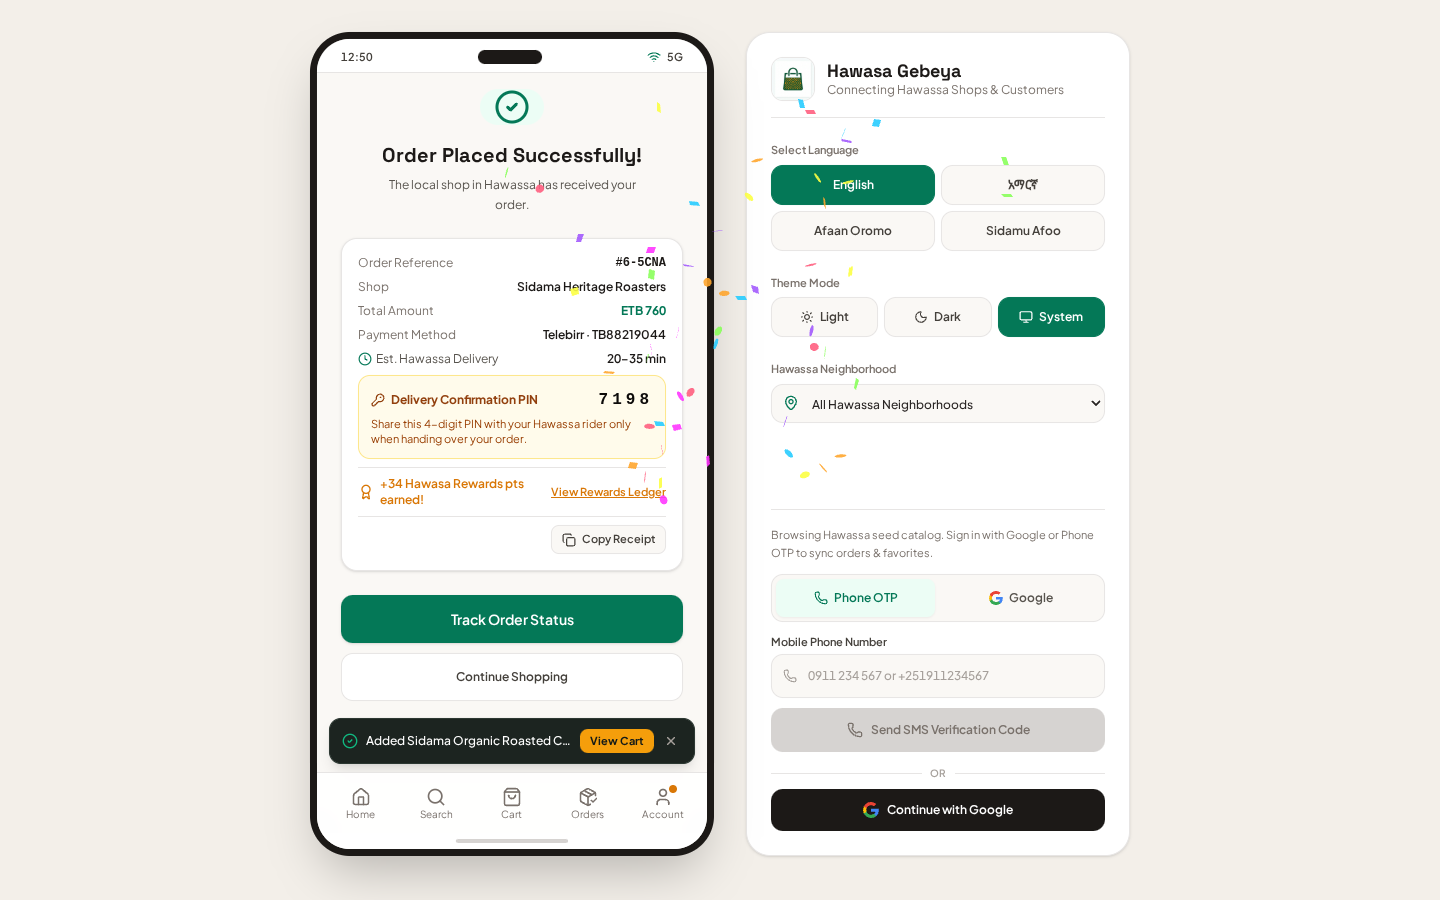 12:50
5G
Order Placed Successfully!
The local shop in Hawassa has received your
order.
Order Reference
#6-5CNA
Shop
Sidama Heritage Roasters
Total Amount
ETB 760
Payment Method
Telebirr · TB88219044
Est. Hawassa Delivery
20–35 min
Delivery Confirmation PIN
7198
Share this 4-digit PIN with your Hawassa rider only
when handing over your order.
+34 Hawasa Rewards pts
earned!
View Rewards Ledger
Copy Receipt
Track Order Status
Continue Shopping
Added Sidama Organic Roasted C...
View Cart
Home
Search
Cart
Orders
Account
Hawasa Gebeya
Connecting Hawassa Shops & Customers
Select Language
English
አማርኛ
Afaan Oromo
Sidamu Afoo
Theme Mode
Light
Dark
System
Hawassa Neighborhood
All Hawassa Neighborhoods
Browsing Hawassa seed catalog. Sign in with Google or Phone
OTP to sync orders & favorites.
Phone OTP
Google
Mobile Phone Number
0911 234 567 or +251911234567
Send SMS Verification Code
OR
Continue with Google